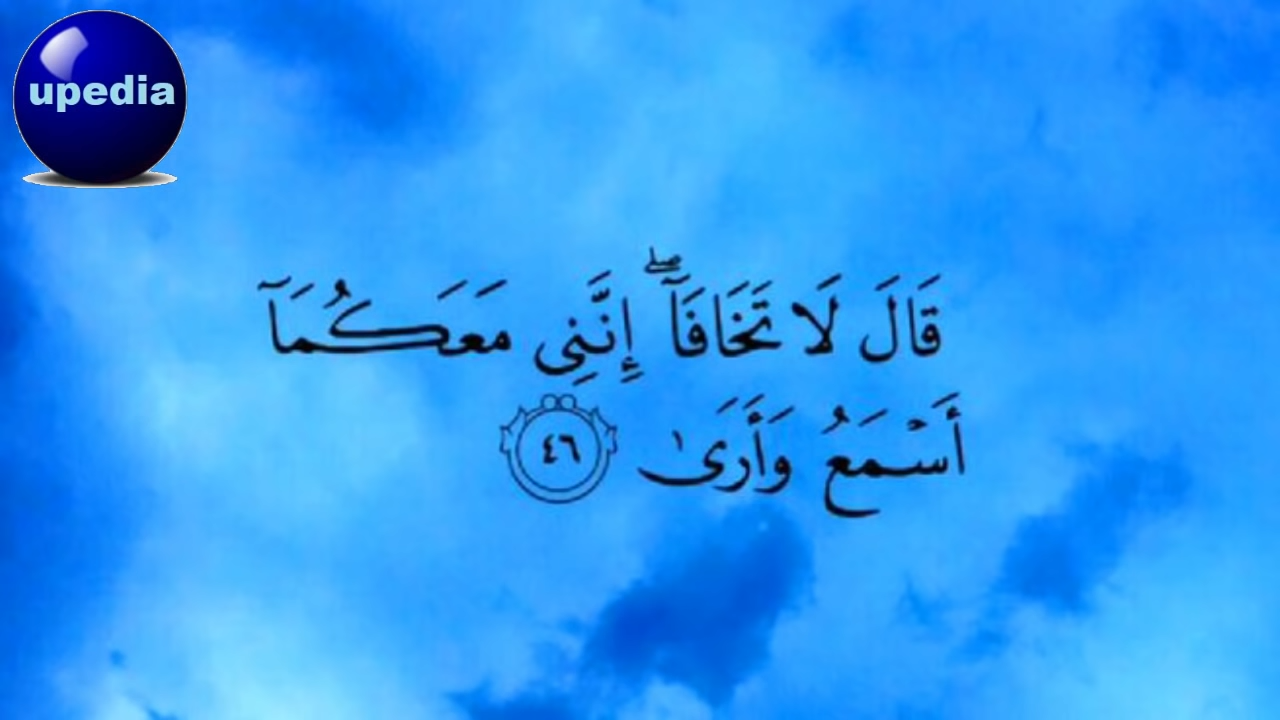 upedia
قَالَ لَا تَخَافَآ ۖ إِنَّنِى مَعَكُمَآ
أَسْمَعُ وَأَرَىٰ ٤٦